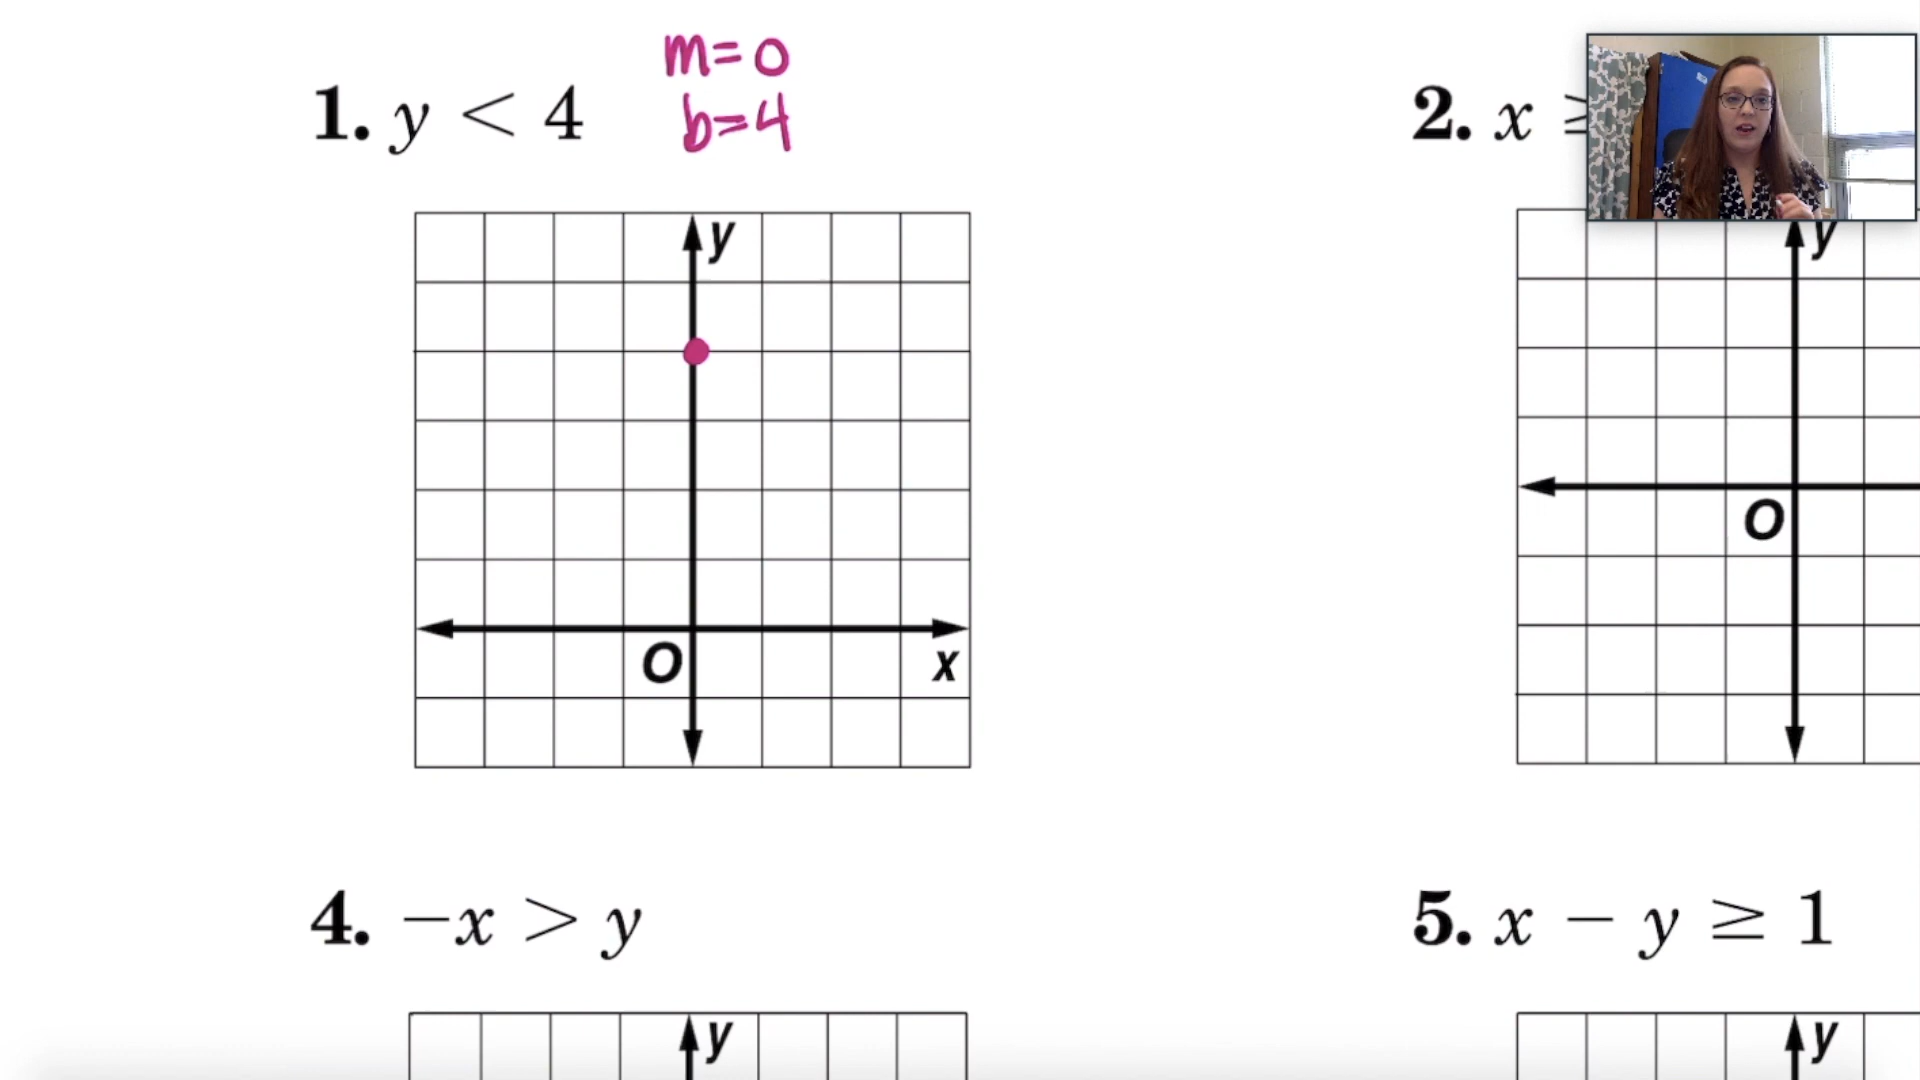 m=0
1. y < 4
b=4
2. x ≥
y
y
O
x
O
4. −x > y
5. x − y ≥ 1
y
y